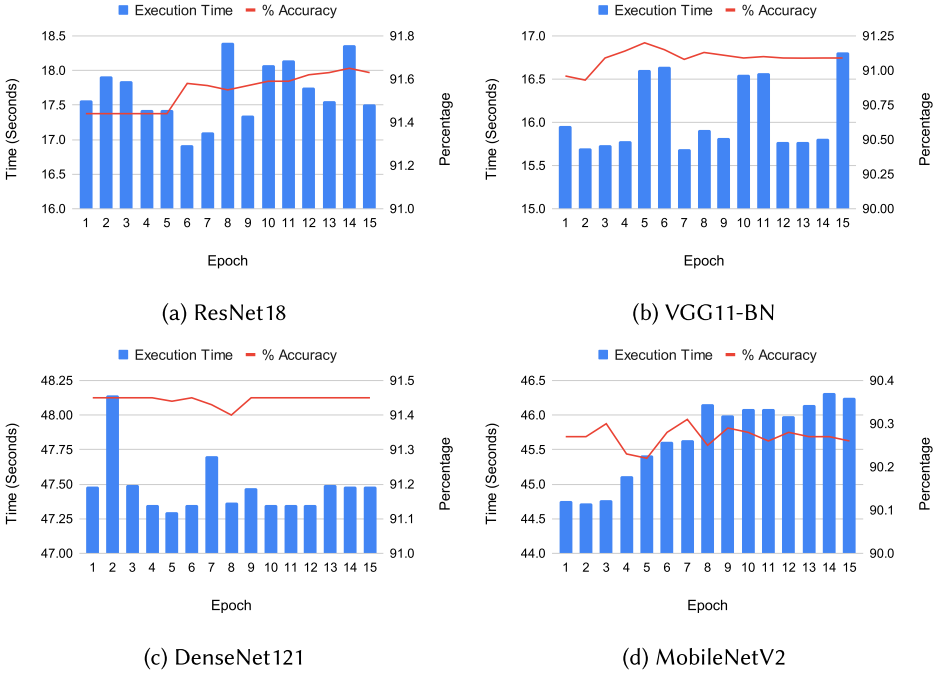 Execution Time % Accuracy
18.5 91.8
18.0 91.6
17.5 91.4
17.0 91.2
16.5
16.0 91.0
Time (Seconds)
Percentage
1 2 3 4 5 6 7 8 9 10 11 12 13 14 15
Epoch
(a) ResNet18
Execution Time % Accuracy
17.0 91.25
91.00
16.5
90.75
16.0
90.50
15.5
90.25
15.0 90.00
Time (Seconds)
Percentage
1 2 3 4 5 6 7 8 9 10 11 12 13 14 15
Epoch
(b) VGG11-BN
Execution Time % Accuracy
48.25 91.5
48.00 91.4
47.75 91.3
47.50 91.2
47.25 91.1
47.00 91.0
Time (Seconds)
Percentage
1 2 3 4 5 6 7 8 9 10 11 12 13 14 15
Epoch
(c) DenseNet121
Execution Time % Accuracy
46.5 90.4
46.0 90.3
45.5
45.0 90.2
44.5 90.1
44.0 90.0
Time (Seconds)
Percentage
1 2 3 4 5 6 7 8 9 10 11 12 13 14 15
Epoch
(d) MobileNetV2